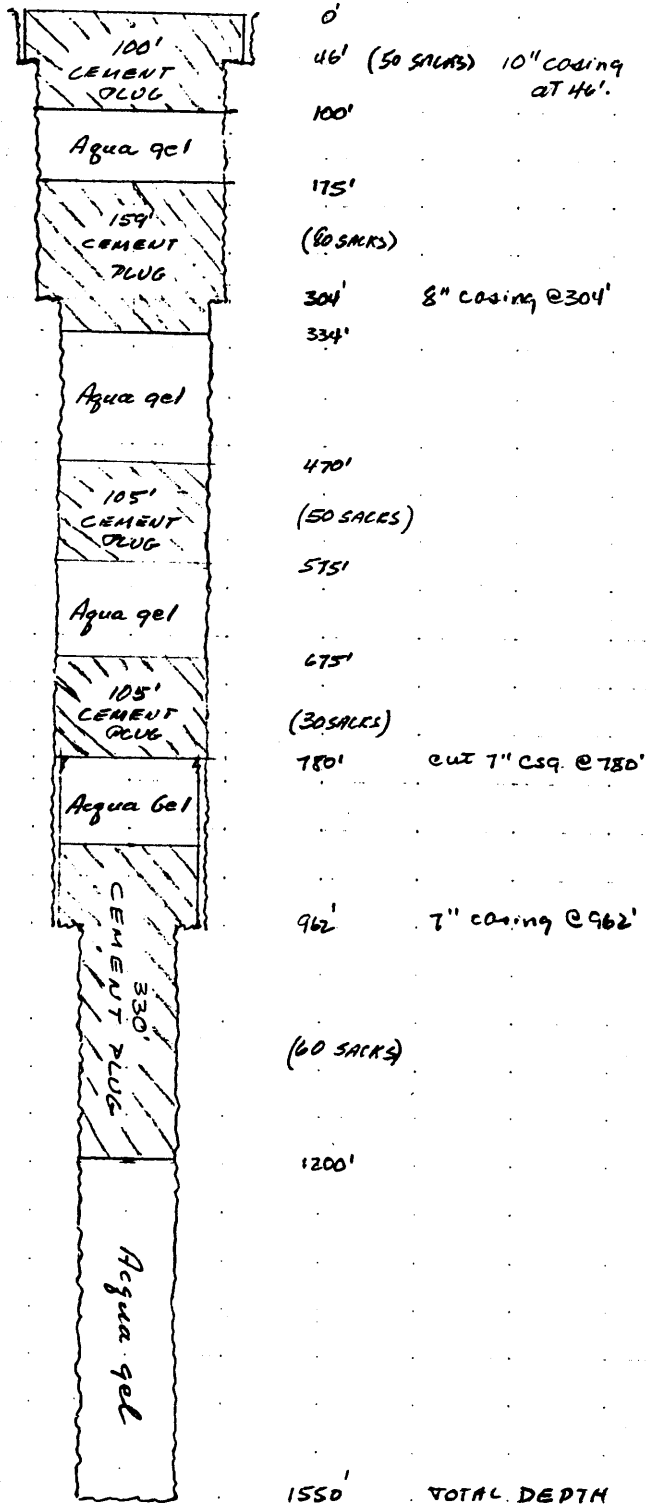 0'
100'
CEMENT
PLUG
46' (50 SACKS) 10" casing
at 46'.
100'
Aqua gel
175'
159'
CEMENT
PLUG
(80 SACKS)
304' 8" casing @304'
334'
Aqua gel
470'
105'
CEMENT
PLUG
(50 SACKS)
575'
Aqua gel
675'
105'
CEMENT
PLUG
(30 SACKS)
780' cut 7" csg. @780'
Acqua Gel
962' 7" casing @962'
330'
CEMENT PLUG
(60 SACKS)
1200'
Acqua gel
1550' TOTAL DEPTH